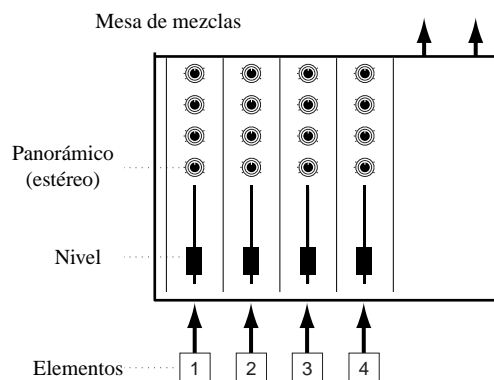 Mesa de mezclas
Panorámico
(estéreo)
Nivel
Elementos 1 2 3 4